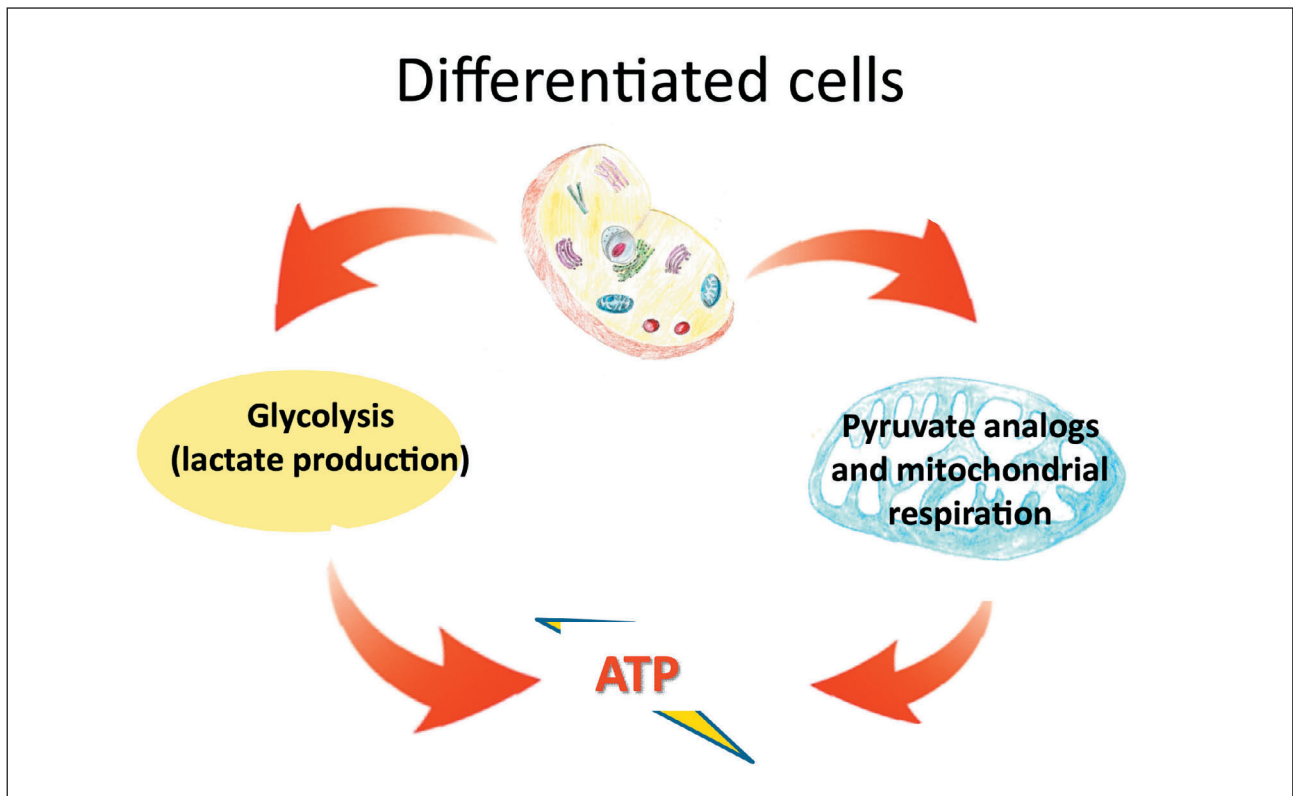 Differentiated cells
Glycolysis
(lactate production)
Pyruvate analogs
and mitochondrial
respiration
ATP